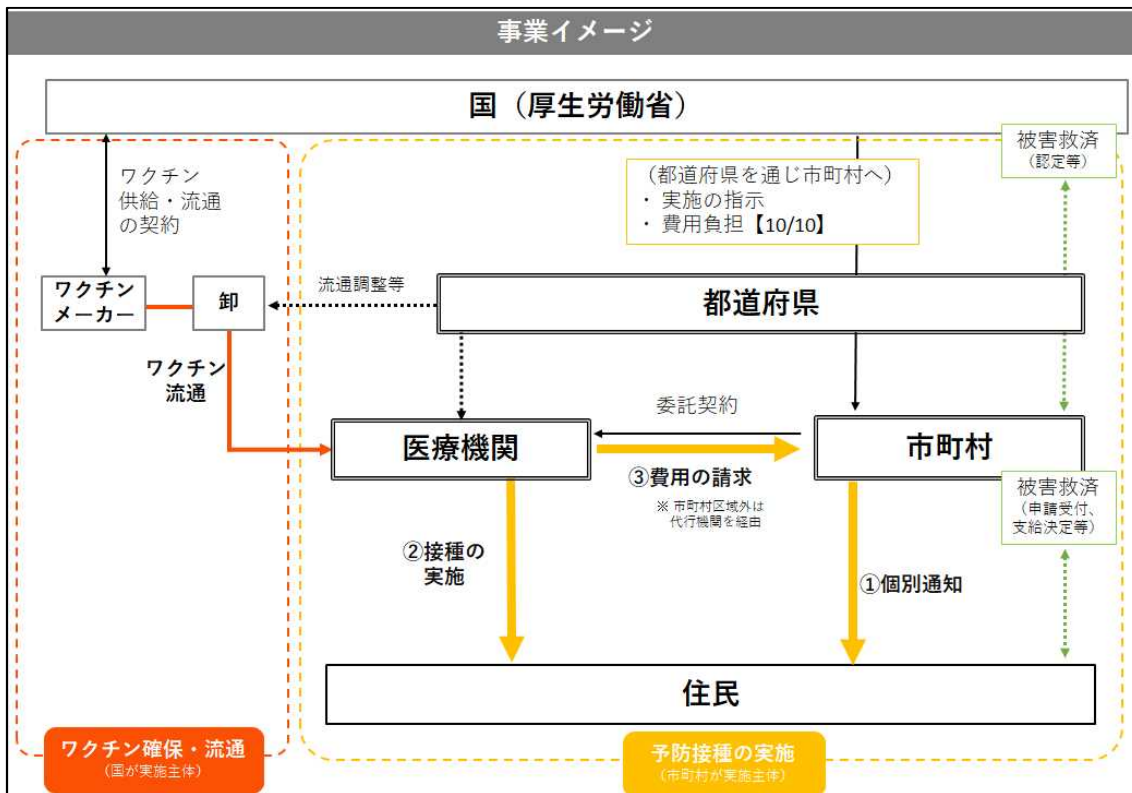 事業イメージ
国（厚生労働省）
ワクチン
供給・流通
の契約
（都道府県を通じ市町村へ）
・ 実施の指示
・ 費用負担【10/10】
被害救済
（認定等）
ワクチン
メーカー
卸
流通調整等
都道府県
ワクチン
流通
医療機関
委託契約
市町村
③費用の請求
※ 市町村区域外は
代行機関を経由
被害救済
（申請受付、
支給決定等）
②接種の
実施
①個別通知
住民
ワクチン確保・流通
（国が実施主体）
予防接種の実施
（市町村が実施主体）